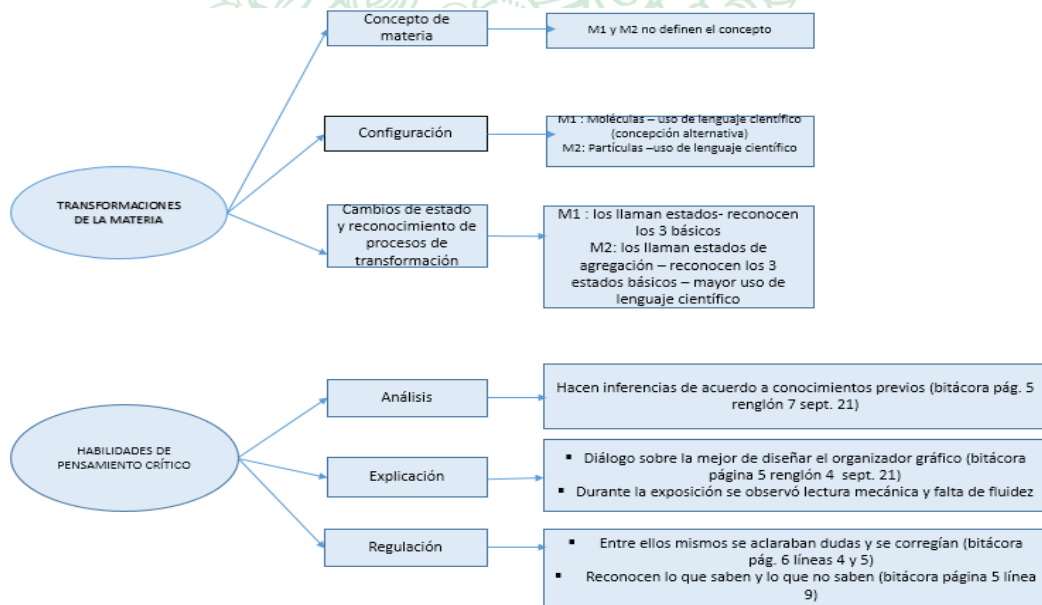 Concepto de
materia
M1 y M2 no definen el concepto
Configuración
M1 : Moléculas – uso de lenguaje científico
(concepción alternativa)
M2: Partículas –uso de lenguaje científico
TRANSFORMACIONES
DE LA MATERIA
Cambios de estado
y reconocimiento de
procesos de
transformación
M1 : los llaman estados- reconocen
los 3 básicos
M2: los llaman estados de
agregación – reconocen los 3
estados básicos – mayor uso de
lenguaje científico
HABILIDADES DE
PENSAMIENTO CRÍTICO
Análisis
Hacen inferencias de acuerdo a conocimientos previos (bitácora pág. 5
renglón 7 sept. 21)
Explicación
▪ Diálogo sobre la mejor de diseñar el organizador gráfico (bitácora
página 5 renglón 4 sept. 21)
▪ Durante la exposición se observó lectura mecánica y falta de fluidez
Regulación
▪ Entre ellos mismos se aclaraban dudas y se corregían (bitácora
pág. 6 líneas 4 y 5)
▪ Reconocen lo que saben y lo que no saben (bitácora página 5 línea
9)